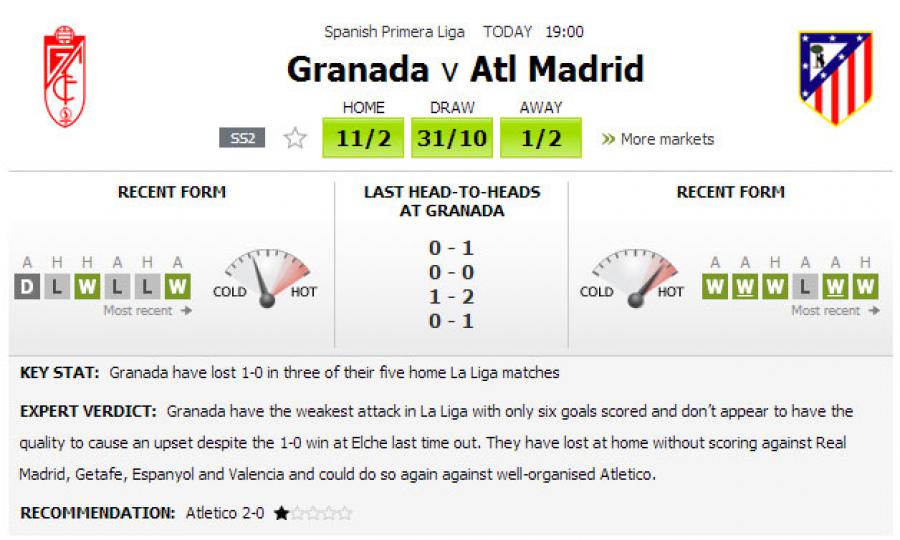 Spanish Primera Liga TODAY 19:00
Granada v Atl Madrid
HOME DRAW AWAY
SS2 11/2 31/10 1/2 More markets
RECENT FORM
A H H A H A
D L W L L W
Most recent
COLD HOT
LAST HEAD-TO-HEADS
AT GRANADA
0 - 1
0 - 0
1 - 2
0 - 1
RECENT FORM
COLD HOT
A A H A A H
W W W L W W
Most recent
KEY STAT: Granada have lost 1-0 in three of their five home La Liga matches
EXPERT VERDICT: Granada have the weakest attack in La Liga with only six goals scored and don't appear to have the
quality to cause an upset despite the 1-0 win at Elche last time out. They have lost at home without scoring against Real
Madrid, Getafe, Espanyol and Valencia and could do so again against well-organised Atletico.
RECOMMENDATION: Atletico 2-0